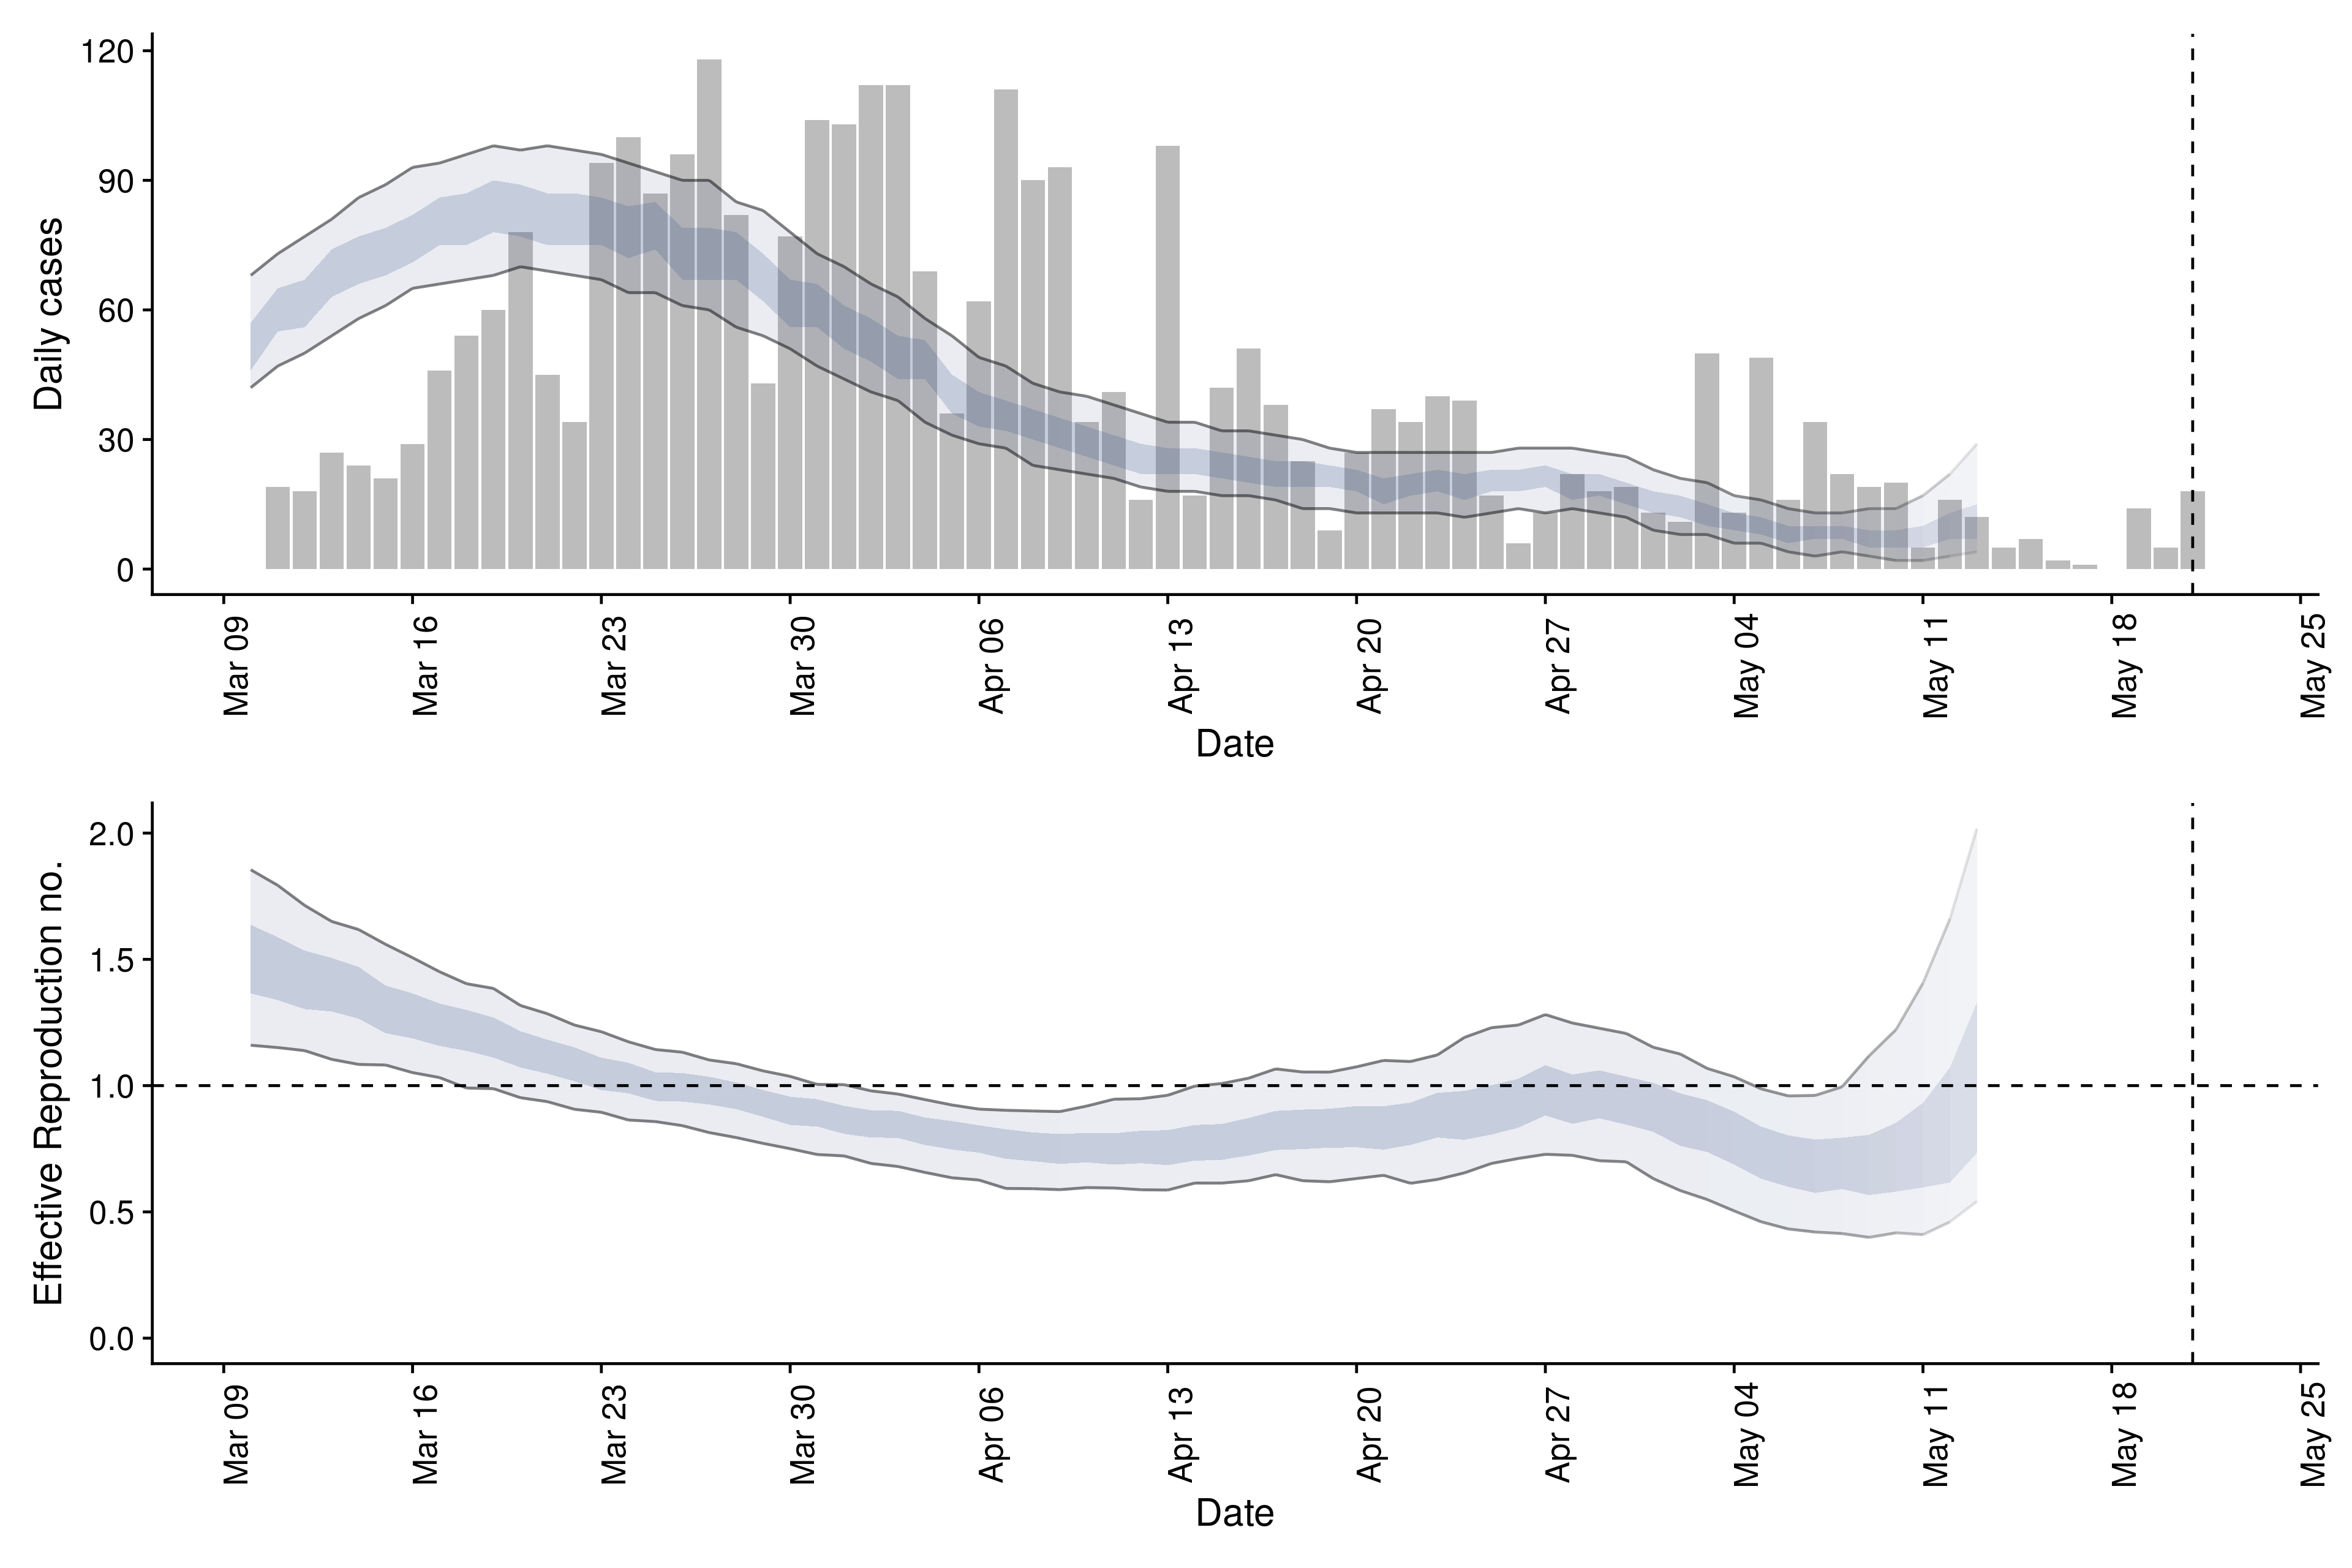 Daily cases
120
90
60
30
0
Mar 09
Mar 16
Mar 23
Mar 30
Apr 06
Apr 13
Apr 20
Apr 27
May 04
May 11
May 18
May 25
Date
Effective Reproduction no.
2.0
1.5
1.0
0.5
0.0
Mar 09
Mar 16
Mar 23
Mar 30
Apr 06
Apr 13
Apr 20
Apr 27
May 04
May 11
May 18
May 25
Date